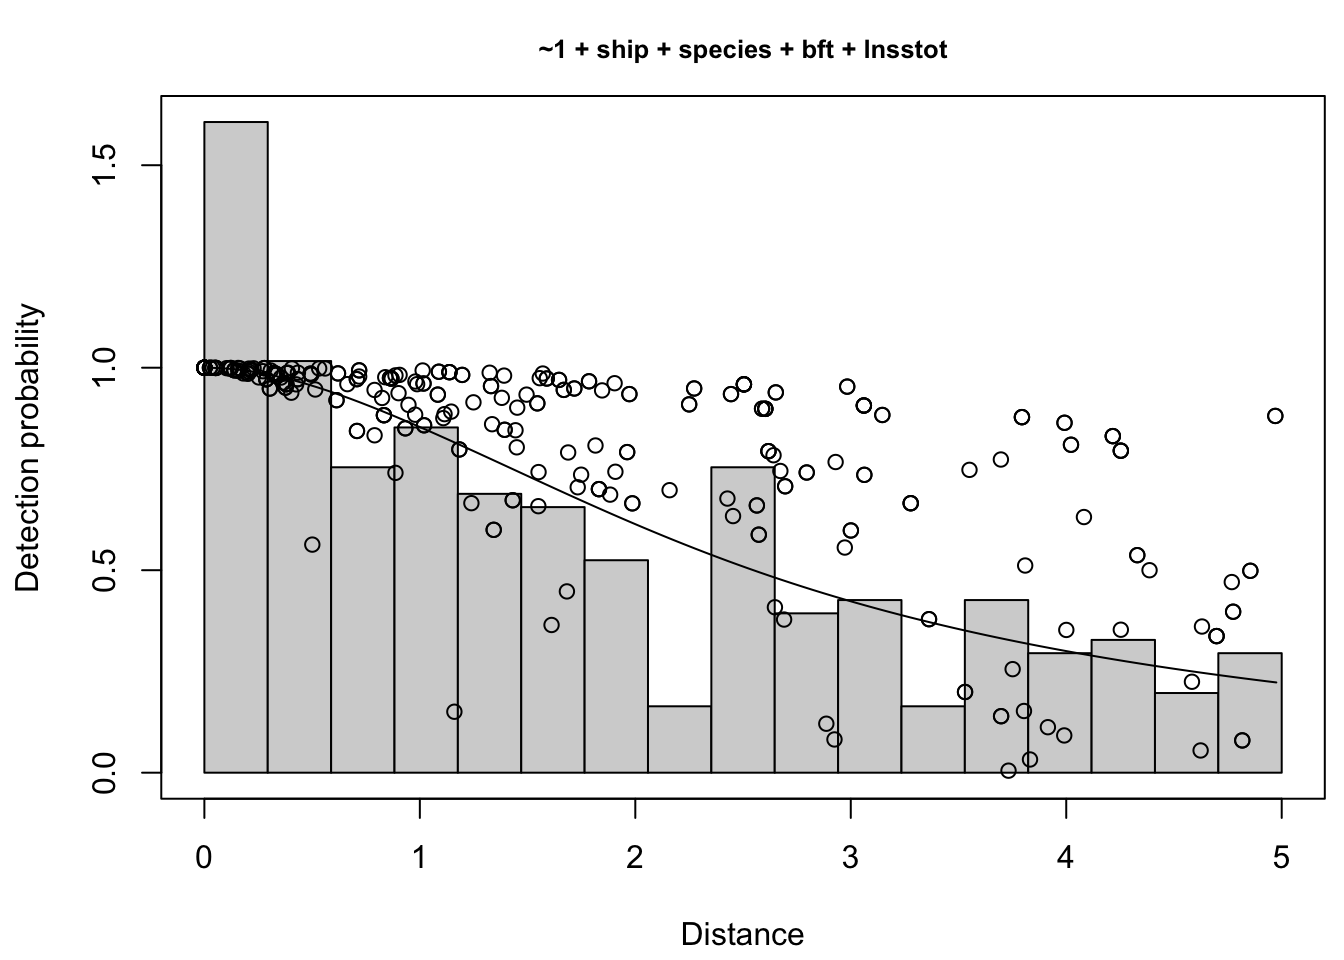 ~1 + ship + species + bft + lnsstot
Detection probability
1.5
1.0
0.5
0.0
0 1 2 3 4 5
Distance